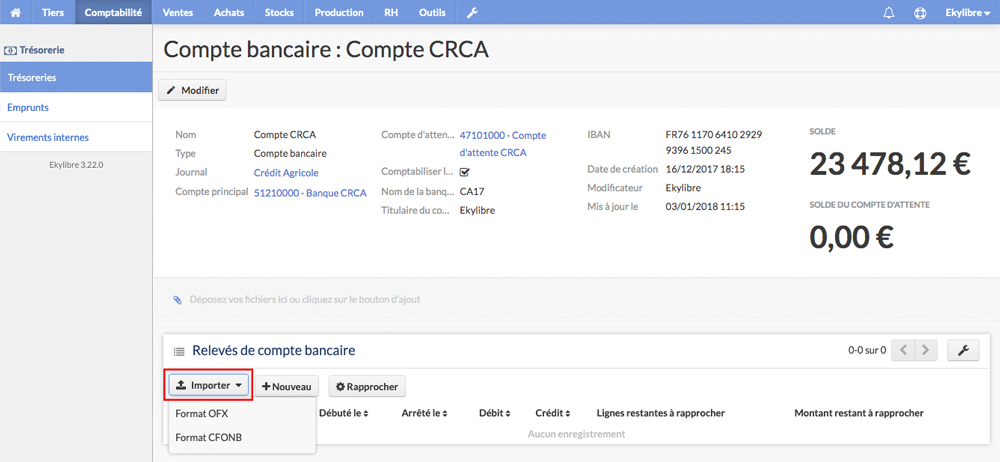 Tiers Comptabilité Ventes Achats Stocks Production RH Outils Ekylibre
Trésorerie
Trésoreries
Emprunts
Virements internes
Ekylibre 3.22.0
Compte bancaire : Compte CRCA
Modifier
Nom Compte CRCA
Type Compte bancaire
Journal Crédit Agricole
Compte principal 51210000 - Banque CRCA
Compte d'atten... 47101000 - Compte
d'attente CRCA
Comptabiliser l...
Nom de la banq... CA17
Titulaire du co... Ekylibre
IBAN FR76 1170 6410 2929
9396 1500 245
Date de création 16/12/2017 18:15
Modificateur Ekylibre
Mis à jour le 03/01/2018 11:15
SOLDE
23 478,12 €
SOLDE DU COMPTE D'ATTENTE
0,00 €
Déposez vos fichiers ici ou cliquez sur le bouton d'ajout
Relevés de compte bancaire 0-0 sur 0
Importer Nouveau Rapprocher
Format OFX
Format CFONB
Débuté le Arrêté le Débit Crédit Lignes restantes à rapprocher Montant restant à rapprocher
Aucun enregistrement